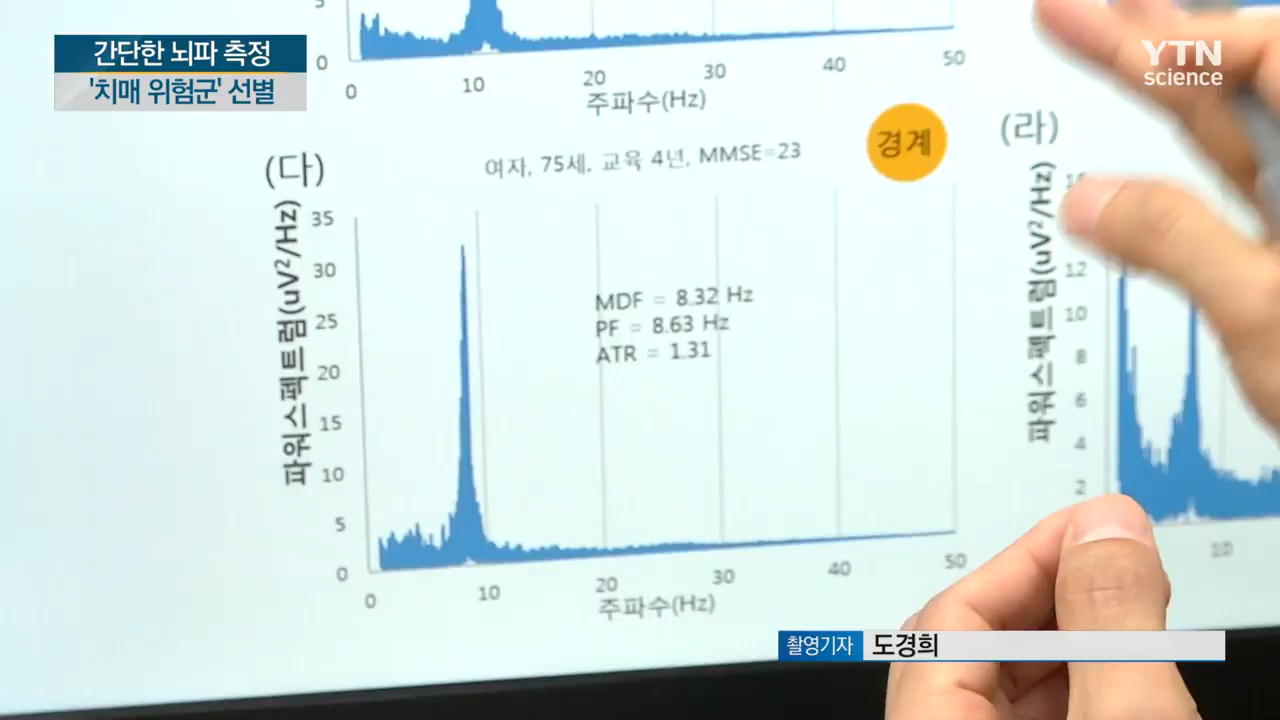 간단한 뇌파 측정
'치매 위험군' 선별
YTN
science
5
0
0
10
20
30
40
50
주파수(Hz)
(다)
여자, 75세, 교육 4년, MMSE=23
경계
파워스펙트럼(uV²/Hz)
35
30
25
20
15
10
5
0
MDF = 8.32 Hz
PF = 8.63 Hz
ATR = 1.31
0
10
20
30
40
50
주파수(Hz)
(라)
파워스펙트럼(uV²/Hz)
12
10
8
6
4
2
10
촬영기자 도경희